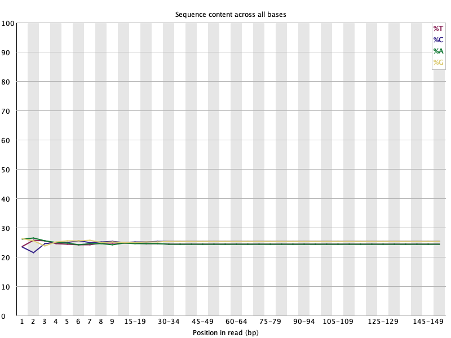 Sequence content across all bases
100
90
80
70
60
50
40
30
20
10
0
%T
%C
%A
%G
1 2 3 4 5 6 7 8 9 15-19 30-34 45-49 60-64 75-79 90-94 105-109 125-129 145-149
Position in read (bp)